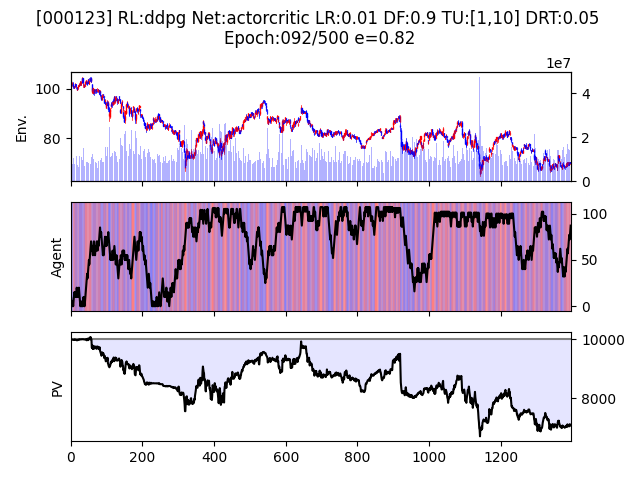 [000123] RL:ddpg Net:actorcritic LR:0.01 DF:0.9 TU:[1,10] DRT:0.05
Epoch:092/500 e=0.82
1e7
100
80
Env.
4
2
0
Agent
100
50
0
PV
10000
8000
0 200 400 600 800 1000 1200